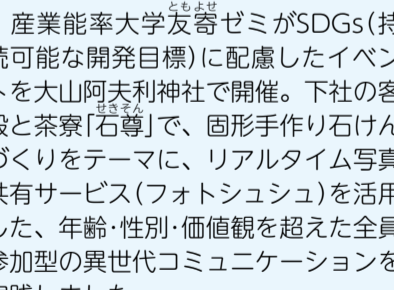 産業能率大学友寄ゼミがSDGs(持
続可能な開発目標)に配慮したイベン
トを大山阿夫利神社で開催。下社の客
殿と茶寮「石尊」で、固形手作り石けん
づくりをテーマに、リアルタイム写真
共有サービス(フォトシュシュ)を活用
した、年齢・性別・価値観を超えた全員
参加型の異世代コミュニケーションを
実践しました